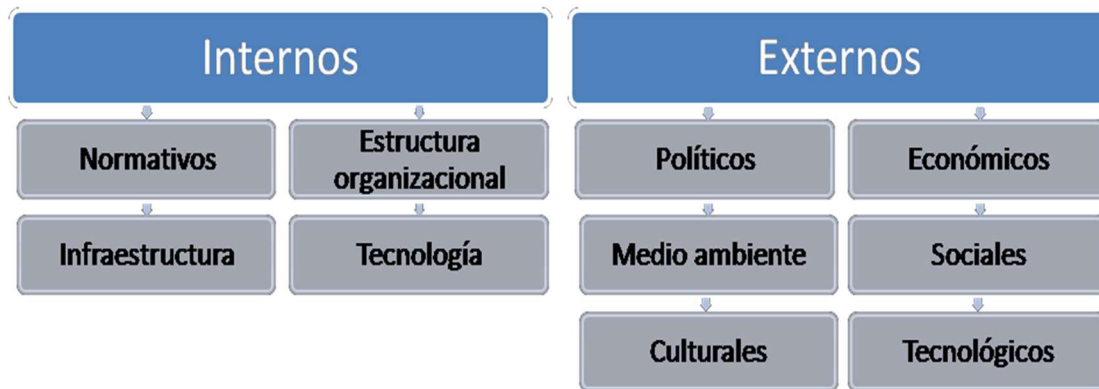 Internos
Externos
Normativos
Estructura
organizacional
Políticos
Económicos
Infraestructura
Tecnología
Medio ambiente
Sociales
Culturales
Tecnológicos